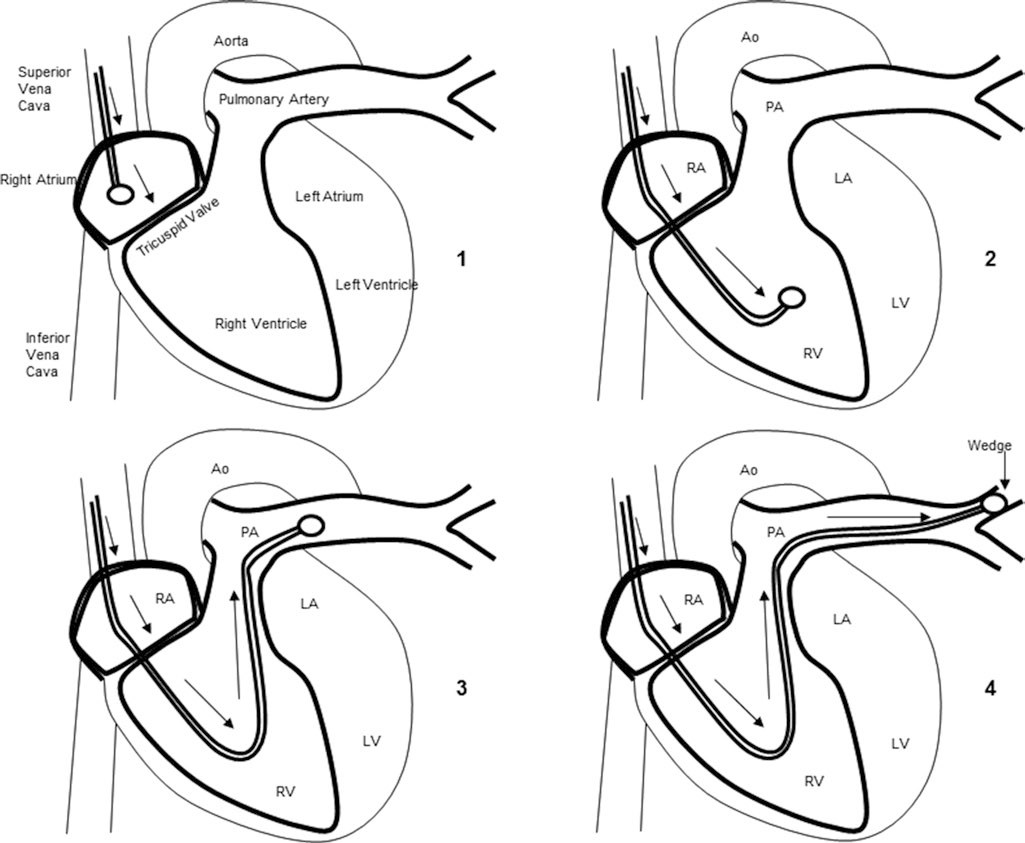 Aorta
Superior
Vena
Cava
Pulmonary Artery
Right Atrium
Left Atrium
Tricuspid Valve
1
Left Ventricle
Right Ventricle
Inferior
Vena
Cava
Ao
PA
RA
LA
2
LV
RV
Ao
PA
RA
LA
3
LV
RV
Wedge
Ao
PA
RA
LA
4
LV
RV